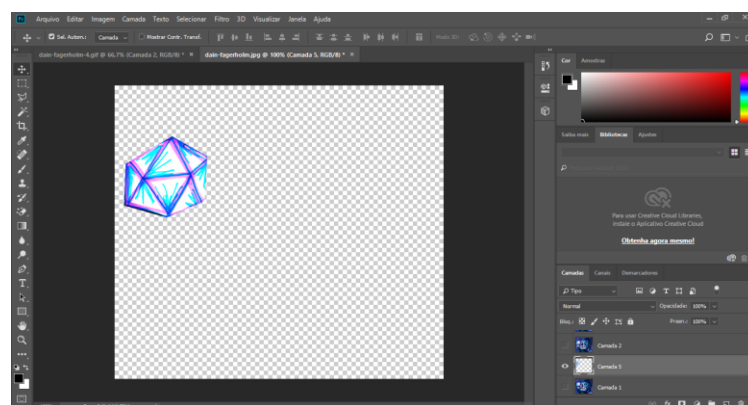 Ps Arquivo Editar Imagem Camada Texto Selecionar Filtro 3D Visualizar Janela Ajuda
Sel. Autom.: Camada Mostrar Contr. Transf. Modo 3D:
dain-fagerholm-4.gif @ 66,7% (Camada 2, RGB/8) * × dain-fagerholm.jpg @ 100% (Camada 5, RGB/8) * ×
Cor Amostras
Saiba mais Bibliotecas Ajustes
Para usar Creative Cloud Libraries,
instale o Aplicativo Creative Cloud
Obtenha agora mesmo!
Camadas Canais Demarcadores
Tipo
Normal Opacidade: 100%
Bloq.: Preen.: 100%
Camada 2
Camada 5
Camada 1